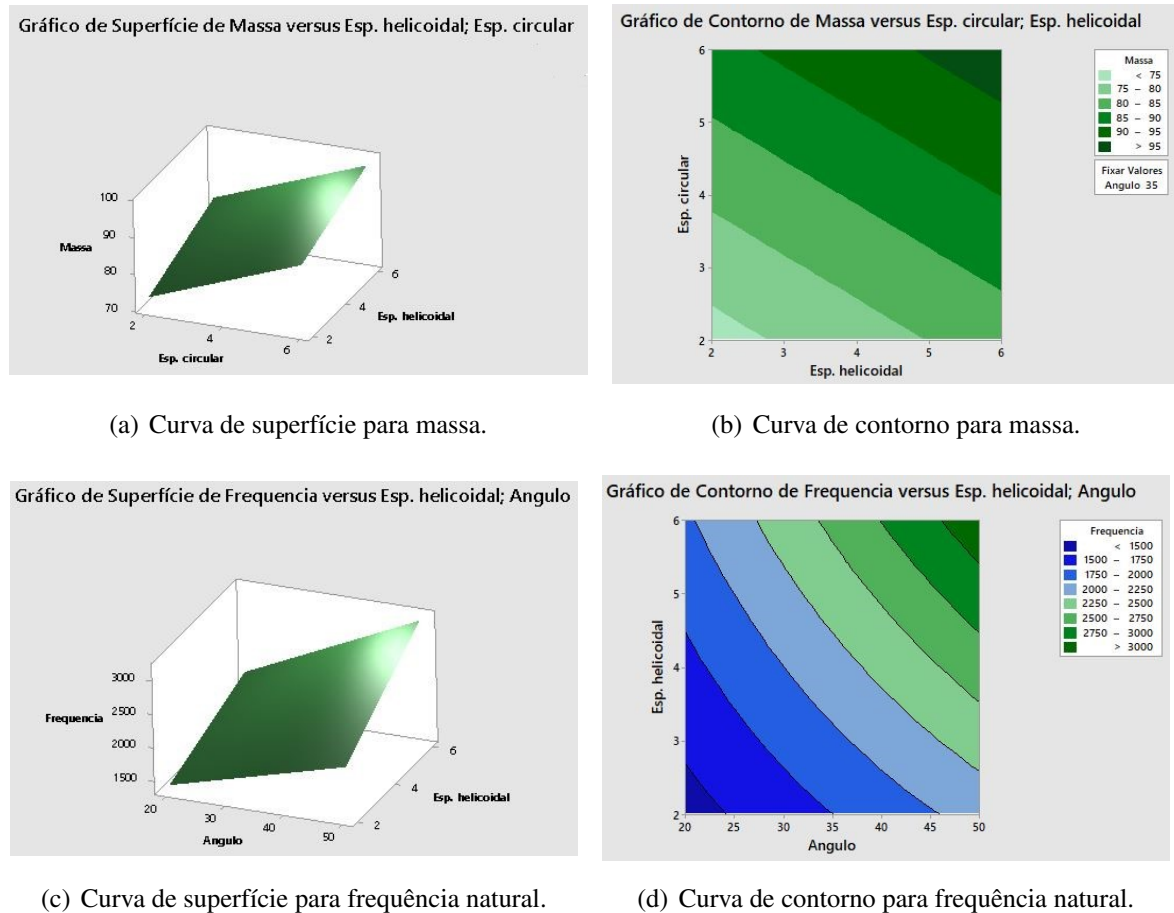 Gráfico de Superfície de Massa versus Esp. helicoidal; Esp. circular
100
90
80
70
Massa
2
4
6
Esp. circular
2
4
6
Esp. helicoidal
(a) Curva de superfície para massa.
Gráfico de Contorno de Massa versus Esp. circular; Esp. helicoidal
6
5
4
3
2
Esp. circular
2
3
4
5
6
Esp. helicoidal
Massa
< 75
75 – 80
80 – 85
85 – 90
90 – 95
> 95
Fixar Valores
Angulo 35
(b) Curva de contorno para massa.
Gráfico de Superfície de Frequencia versus Esp. helicoidal; Angulo
3000
2500
2000
1500
Frequencia
20
30
40
50
Angulo
2
4
6
Esp. helicoidal
(c) Curva de superfície para frequência natural.
Gráfico de Contorno de Frequencia versus Esp. helicoidal; Angulo
6
5
4
3
2
Esp. helicoidal
20
25
30
35
40
45
50
Angulo
Frequencia
< 1500
1500 – 1750
1750 – 2000
2000 – 2250
2250 – 2500
2500 – 2750
2750 – 3000
> 3000
(d) Curva de contorno para frequência natural.